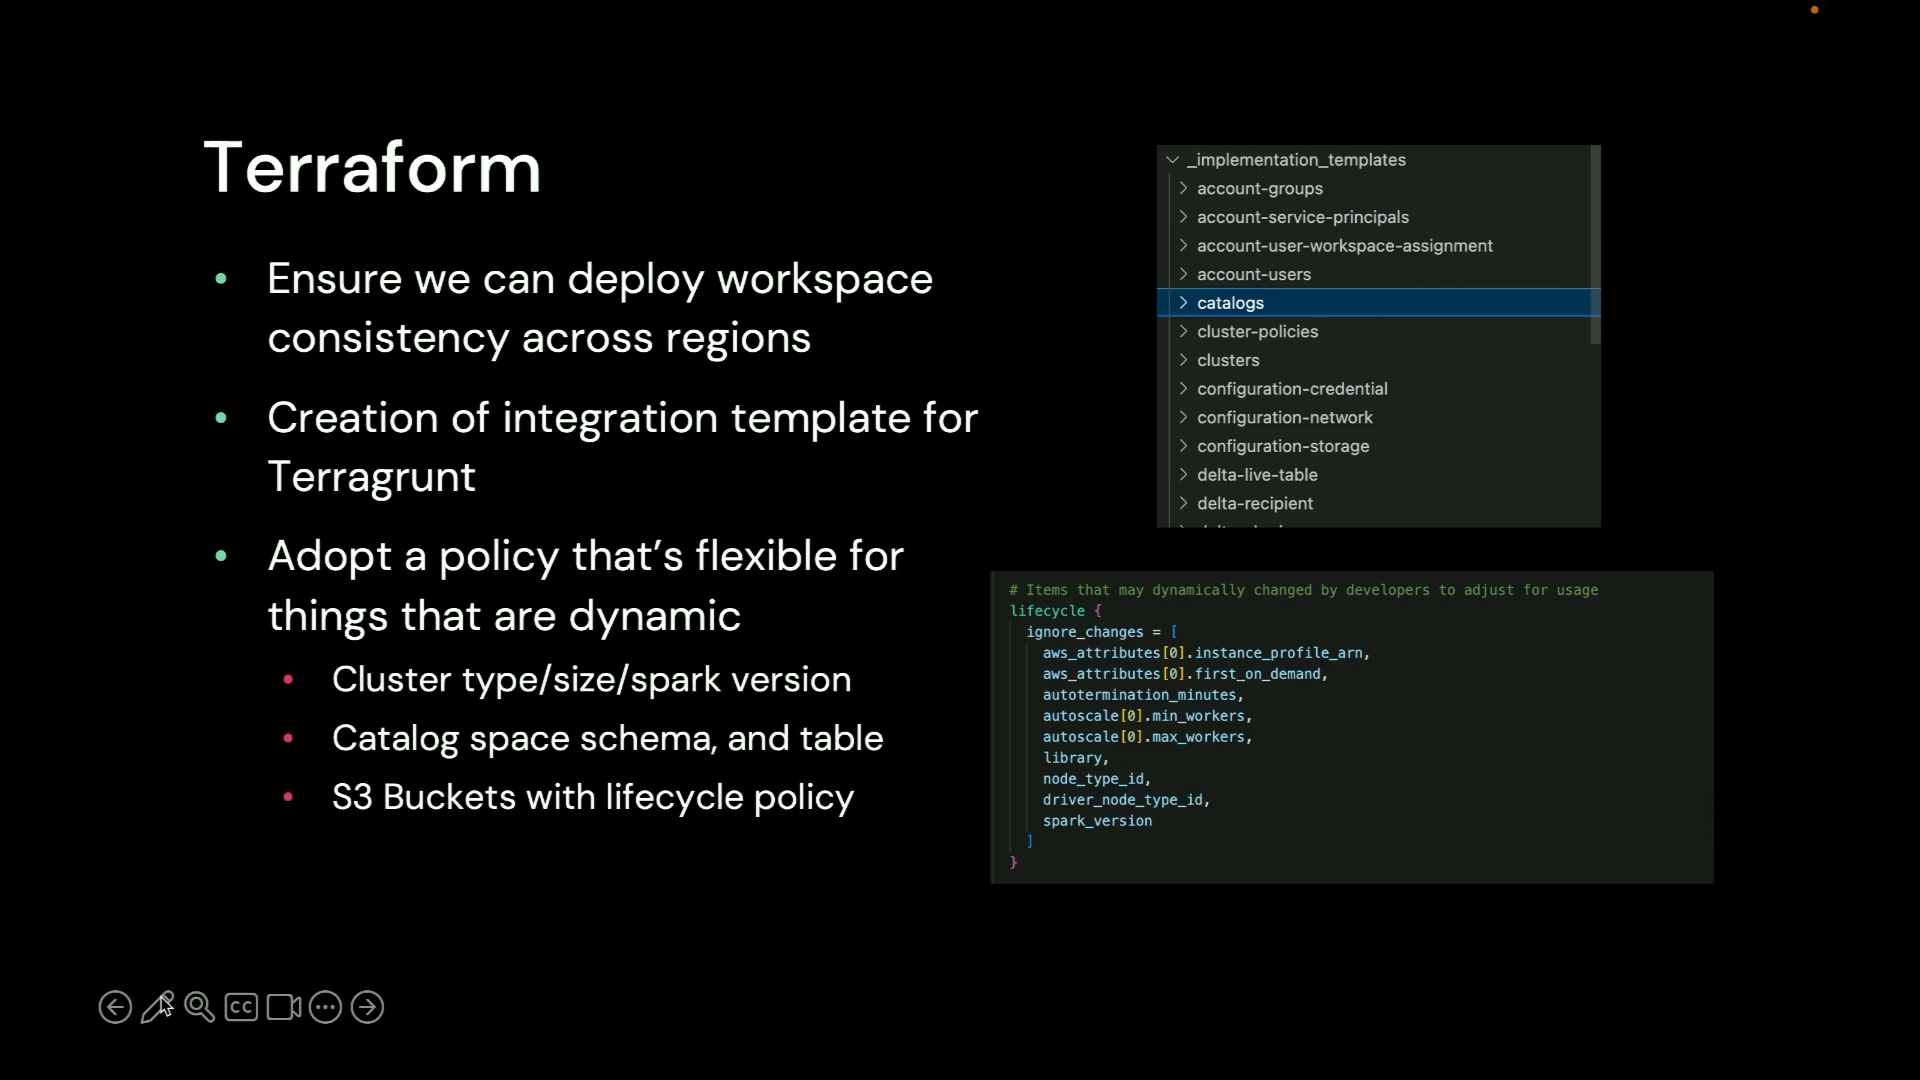 Terraform
• Ensure we can deploy workspace
consistency across regions
• Creation of integration template for
Terragrunt
• Adopt a policy that’s flexible for
things that are dynamic
• Cluster type/size/spark version
• Catalog space schema, and table
• S3 Buckets with lifecycle policy
_implementation_templates
account-groups
account-service-principals
account-user-workspace-assignment
account-users
catalogs
cluster-policies
clusters
configuration-credential
configuration-network
configuration-storage
delta-live-table
delta-recipient
# Items that may dynamically changed by developers to adjust for usage
lifecycle {
ignore_changes = [
aws_attributes[0].instance_profile_arn,
aws_attributes[0].first_on_demand,
autotermination_minutes,
autoscale[0].min_workers,
autoscale[0].max_workers,
library,
node_type_id,
driver_node_type_id,
spark_version
]
}
CC